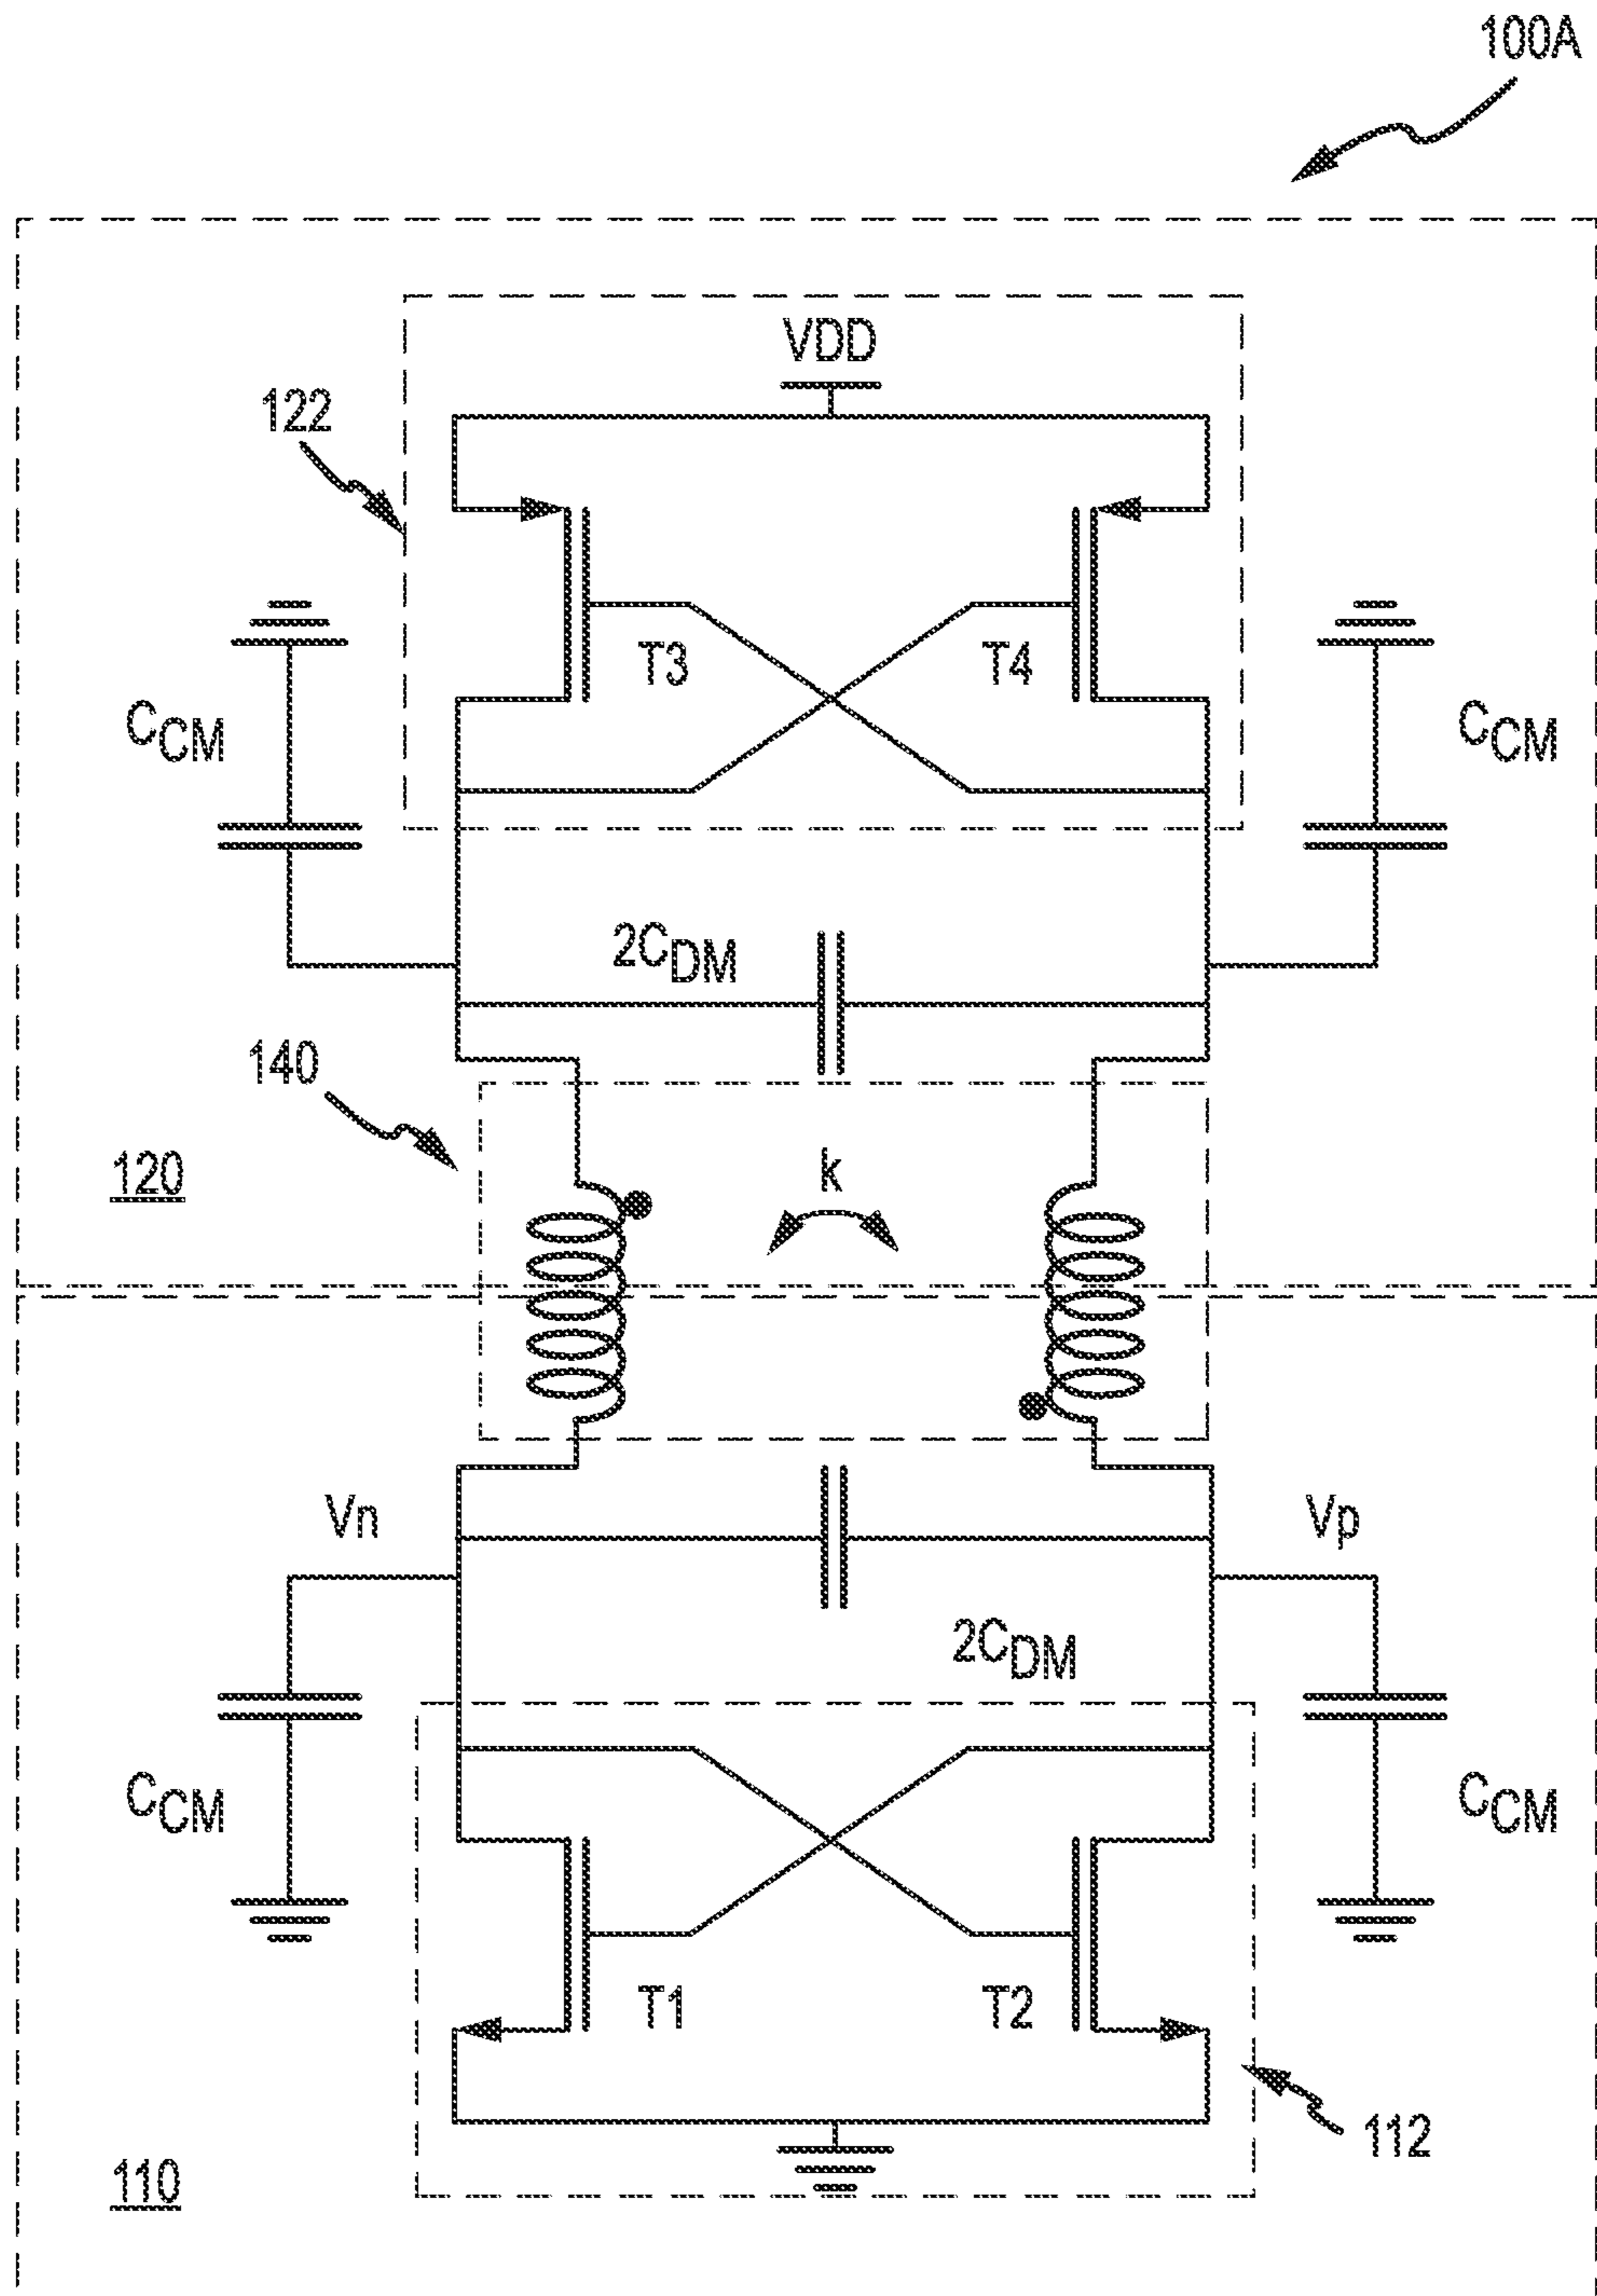 100A
VDD
122
T3 T4
CCM CCM
2CDM
140
k
120
Vn Vp
2CDM
CCM CCM
T1 T2
112
110